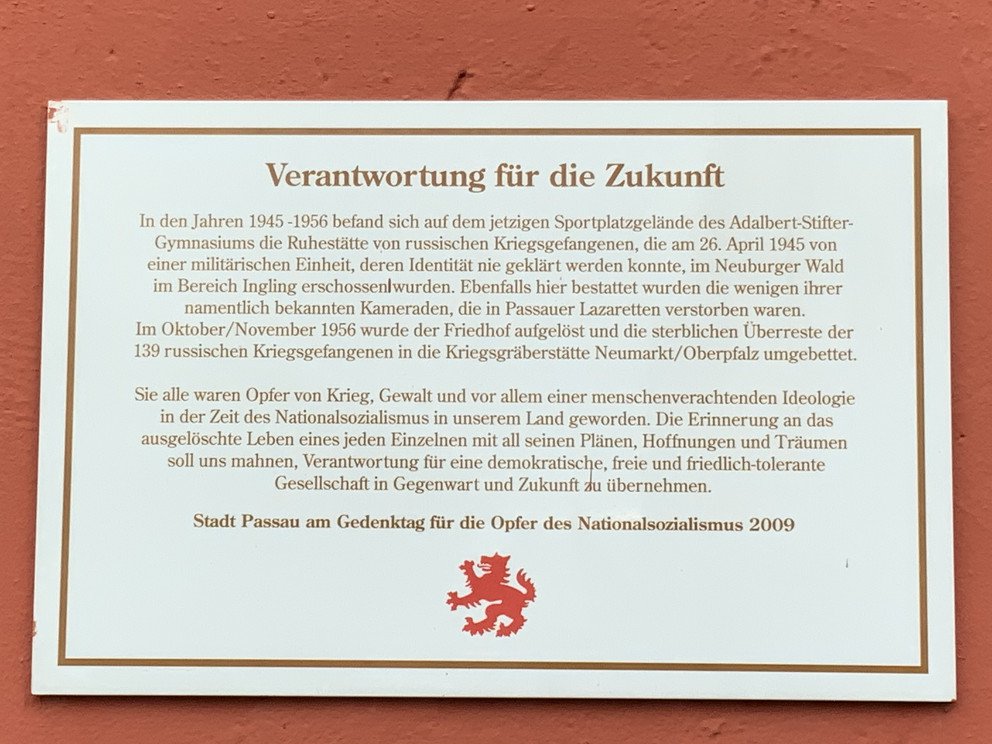 Verantwortung für die Zukunft
In den Jahren 1945 -1956 befand sich auf dem jetzigen Sportplatzgelände des Adalbert-Stifter-
Gymnasiums die Ruhestätte von russischen Kriegsgefangenen, die am 26. April 1945 von
einer militärischen Einheit, deren Identität nie geklärt werden konnte, im Neuburger Wald
im Bereich Ingling erschossen wurden. Ebenfalls hier bestattet wurden die wenigen ihrer
namentlich bekannten Kameraden, die in Passauer Lazaretten verstorben waren.
Im Oktober/November 1956 wurde der Friedhof aufgelöst und die sterblichen Überreste der
139 russischen Kriegsgefangenen in die Kriegsgräberstätte Neumarkt/Oberpfalz umgebettet.
Sie alle waren Opfer von Krieg, Gewalt und vor allem einer menschenverachtenden Ideologie
in der Zeit des Nationalsozialismus in unserem Land geworden. Die Erinnerung an das
ausgelöschte Leben eines jeden Einzelnen mit all seinen Plänen, Hoffnungen und Träumen
soll uns mahnen, Verantwortung für eine demokratische, freie und friedlich-tolerante
Gesellschaft in Gegenwart und Zukunft zu übernehmen.
Stadt Passau am Gedenktag für die Opfer des Nationalsozialismus 2009